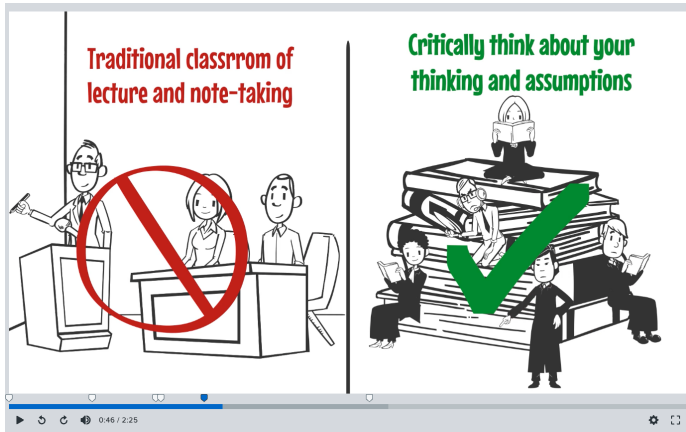 Traditional classrrom of
lecture and note-taking
Critically think about your
thinking and assumptions
0:46 / 2:25